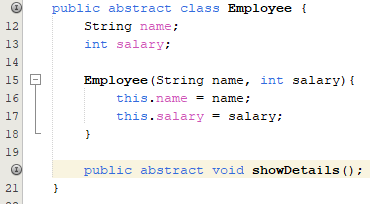 public abstract class Employee {
12 String name;
13 int salary;
14
15 Employee(String name, int salary){
16 this.name = name;
17 this.salary = salary;
18 }
19
public abstract void showDetails();
21 }